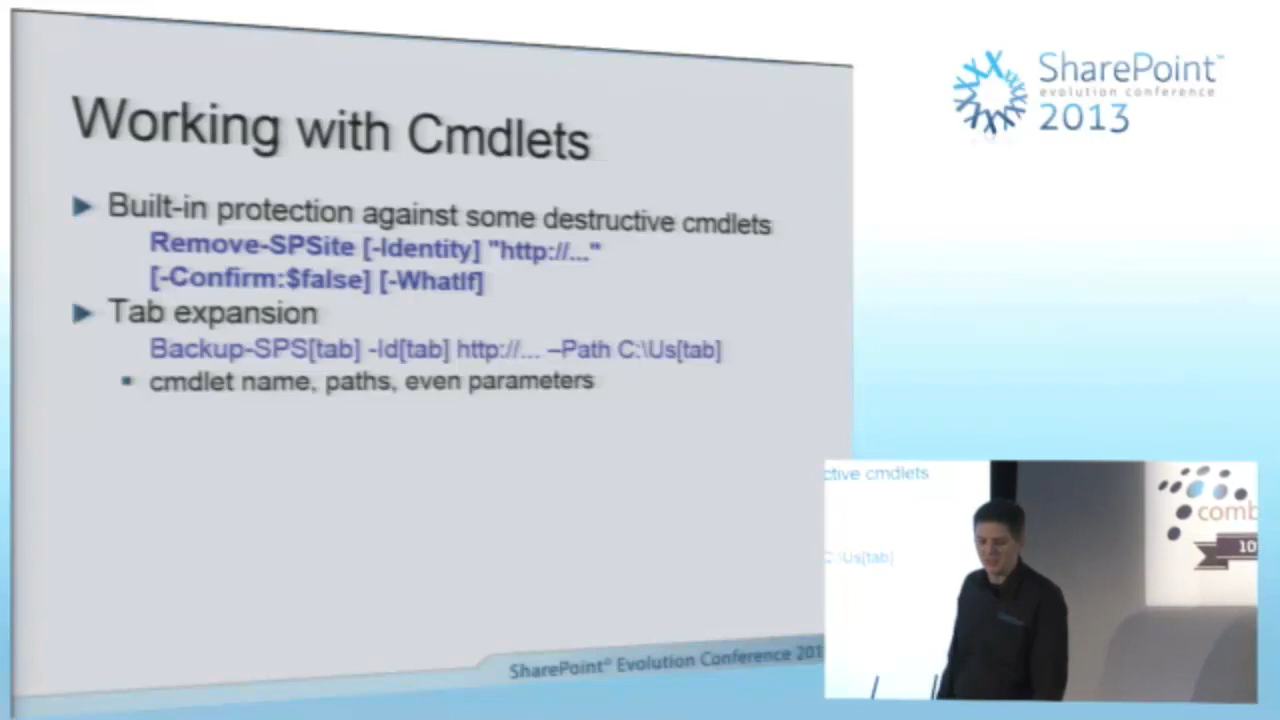 Working with Cmdlets
Built-in protection against some destructive cmdlets
Remove-SPSite [-Identity] "http://..."
[-Confirm:$false] [-WhatIf]
Tab expansion
Backup-SPS[tab] -Id[tab] http://... –Path C:\Us[tab]
cmdlet name, paths, even parameters
SharePoint® Evolution Conference 201
SharePoint™
evolution conference
2013
ctive cmdlets
C:\Us[tab]
comb
10